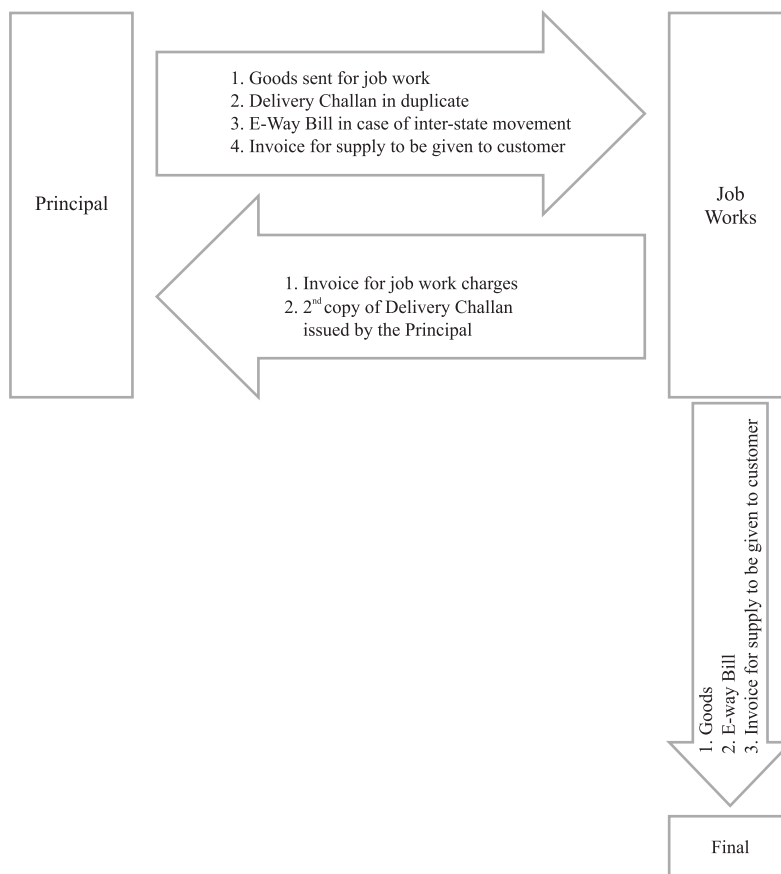 Principal
1. Goods sent for job work
2. Delivery Challan in duplicate
3. E-Way Bill in case of inter-state movement
4. Invoice for supply to be given to customer
Job
Works
1. Invoice for job work charges
2. 2nd copy of Delivery Challan
issued by the Principal
1. Goods
2. E-way Bill
3. Invoice for supply to be given to customer
Final